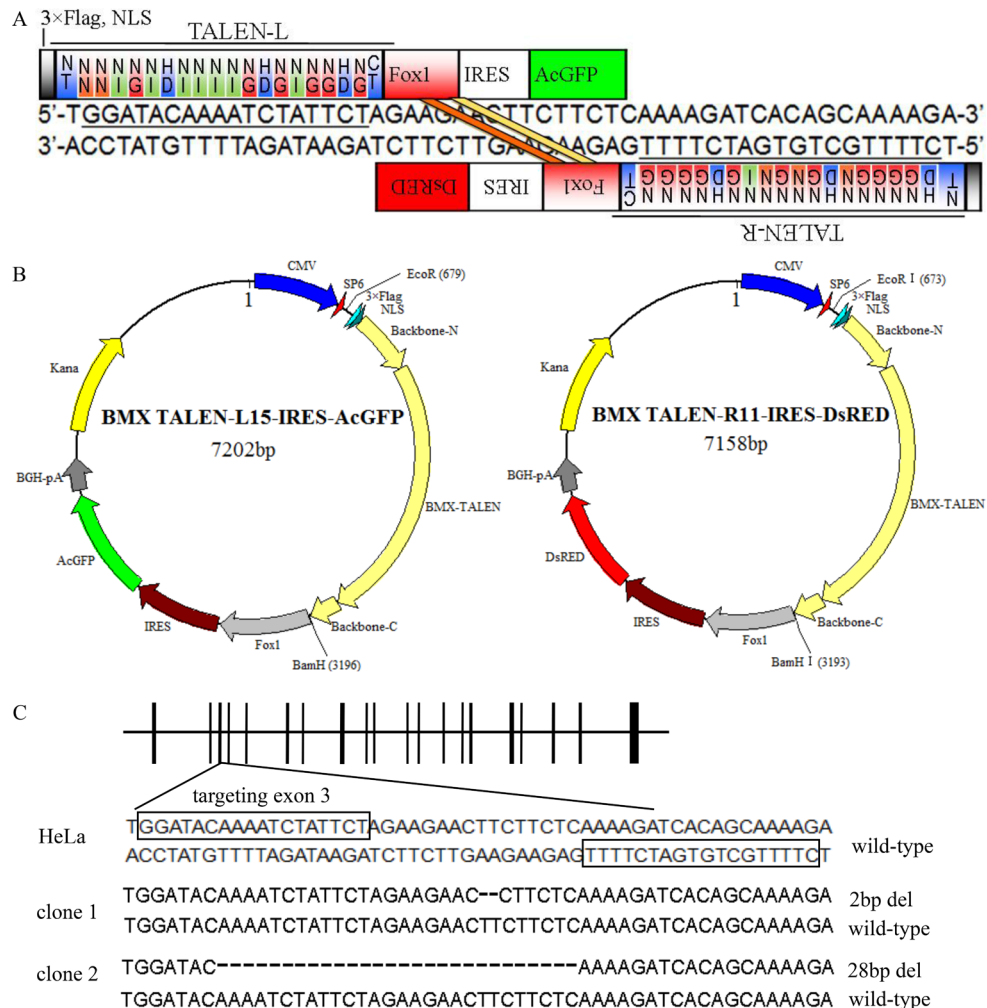 A
3×Flag, NLS
TALEN-L
Fox1
IRES
AcGFP
5'-TGGATACAAAATCTATTCTAGAAGAACTTCTTCTCAAAAGATCACAGCAAAAGA-3'
3'-ACCTATGTTTTAGATAAGATCTTCTTGAAGAAGAGTTTTCTAGTGTCGTTTTCT-5'
DsRED
IRES
Fox1
TALEN-R
B
CMV
SP6
EcoR (679)
3×Flag
NLS
1
Backbone-N
Kana
BMX TALEN-L15-IRES-AcGFP
7202bp
BGH-pA
BMX-TALEN
AcGFP
IRES
Fox1
Backbone-C
BamH (3196)
CMV
SP6
EcoR I (673)
3×Flag
NLS
1
Backbone-N
Kana
BMX TALEN-R11-IRES-DsRED
7158bp
BGH-pA
BMX-TALEN
DsRED
IRES
Fox1
Backbone-C
BamH I (3193)
C
targeting exon 3
HeLa
TGGATACAAAATCTATTCTAGAAGAACTTCTTCTCAAAAGATCACAGCAAAAGA
ACCTATGTTTTAGATAAGATCTTCTTGAAGAAGAGTTTTCTAGTGTCGTTTTCT
wild-type
clone 1
TGGATACAAAATCTATTCTAGAAGAAC--CTTCTCAAAAGATCACAGCAAAAGA
2bp del
TGGATACAAAATCTATTCTAGAAGAACTTCTTCTCAAAAGATCACAGCAAAAGA
wild-type
clone 2
TGGATAC----------------------------AAAAGATCACAGCAAAAGA
28bp del
TGGATACAAAATCTATTCTAGAAGAACTTCTTCTCAAAAGATCACAGCAAAAGA
wild-type